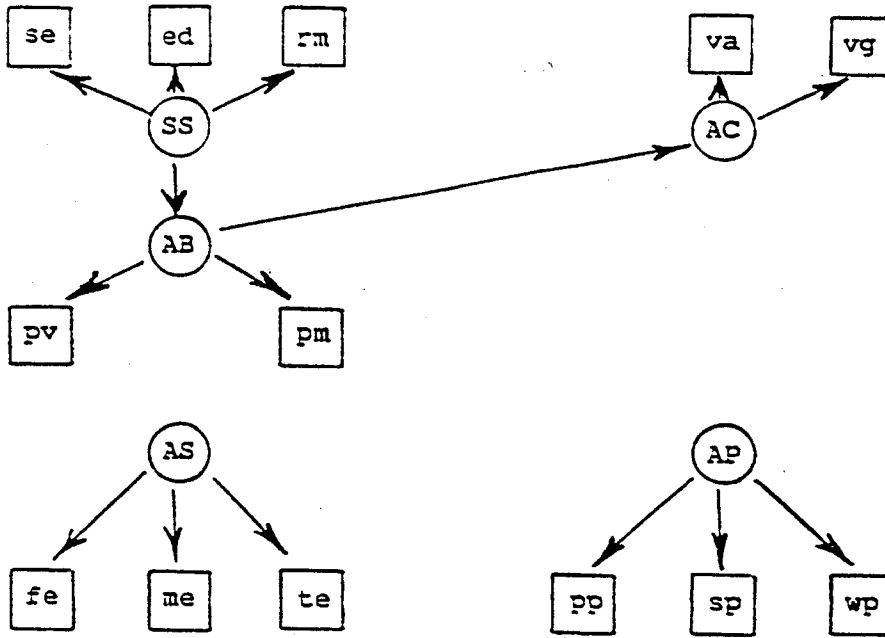 se ed rm va vg
SS AC
AB
pv pm
AS AP
fe me te pp sp wp